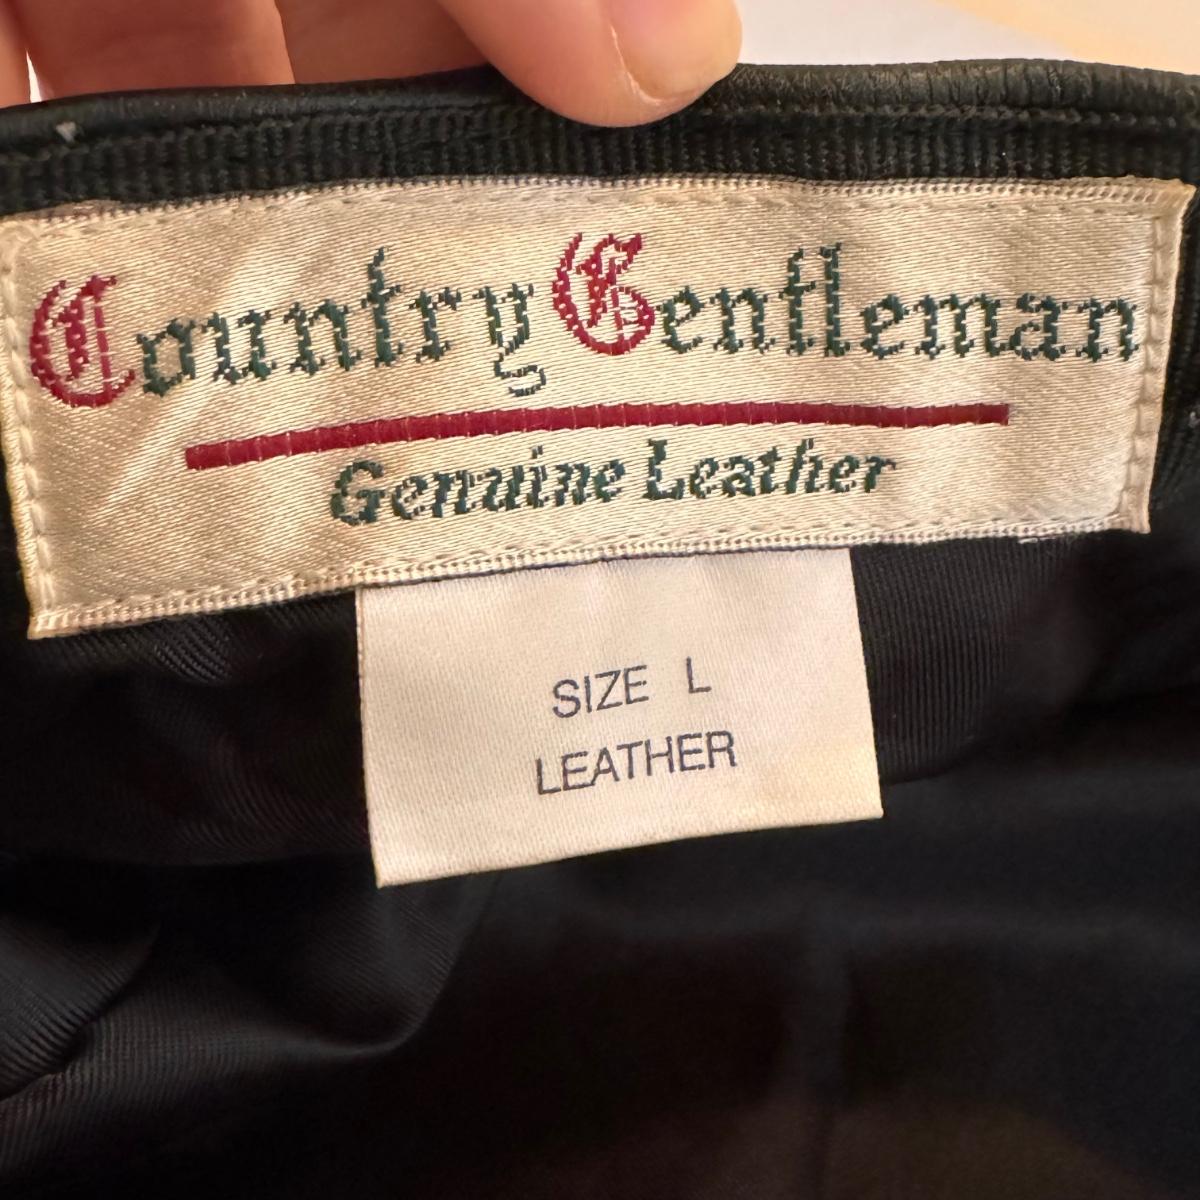 Country Gentleman
Genuine Leather
SIZE L
LEATHER